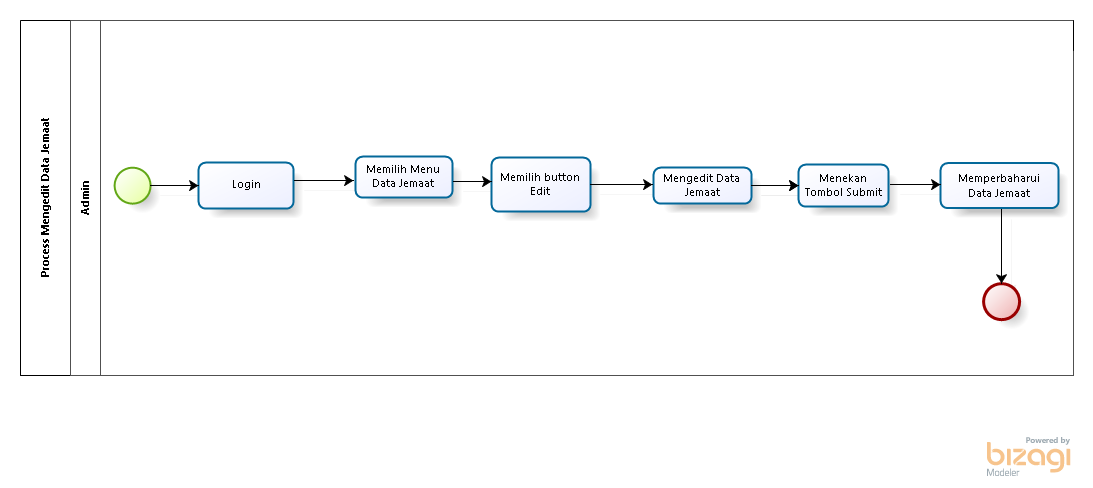 Process Mengedit Data Jemaat
Admin
Login
Memilih Menu
Data Jemaat
Memilih button
Edit
Mengedit Data
Jemaat
Menekan
Tombol Submit
Memperbaharui
Data Jemaat
Powered by
bizagi
Modeler